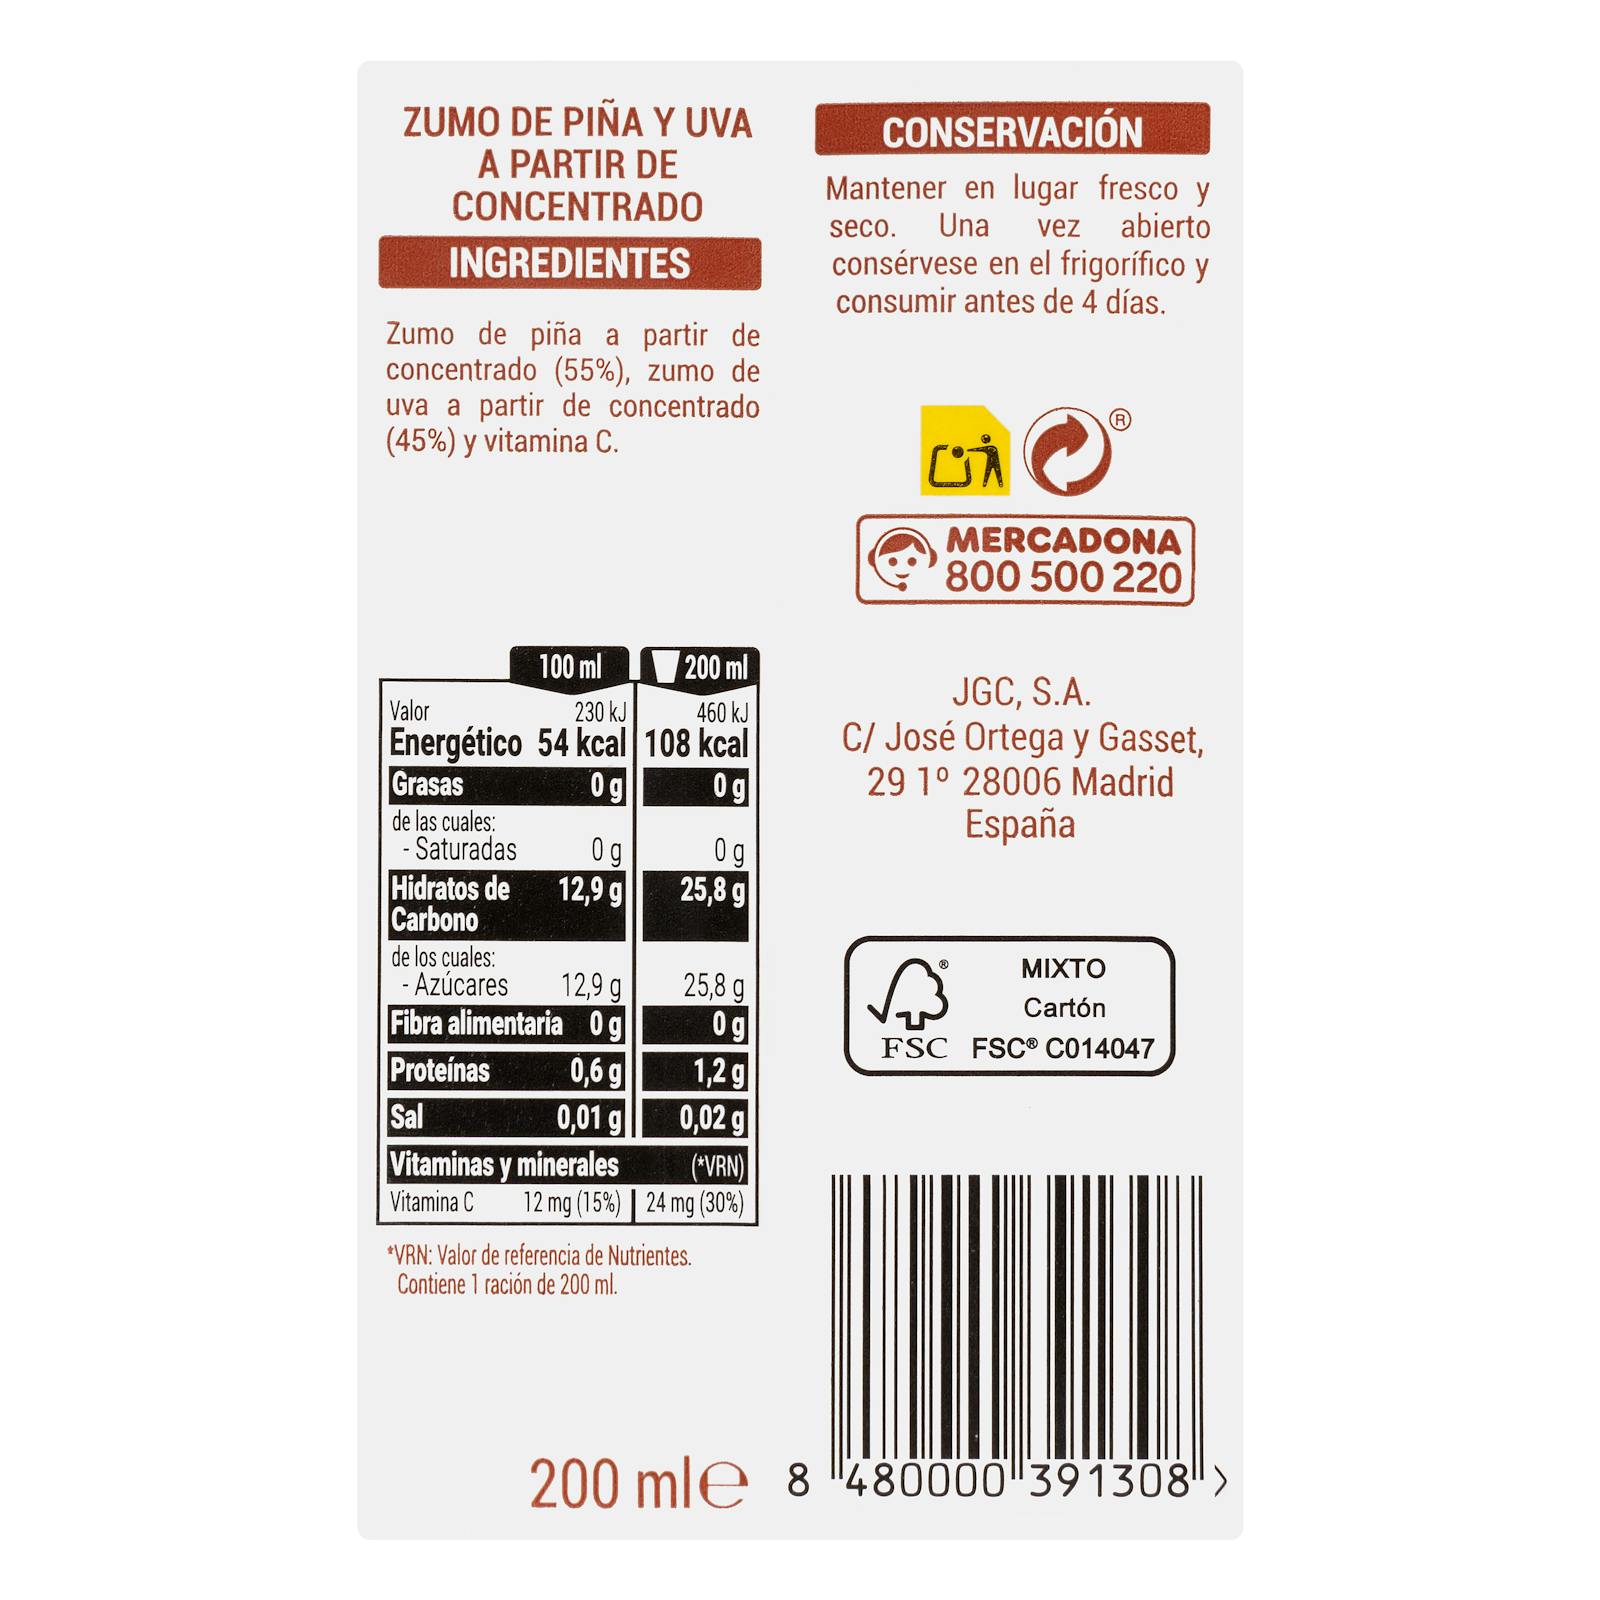 ZUMO DE PIÑA Y UVA
A PARTIR DE
CONCENTRADO
INGREDIENTES
Zumo de piña a partir de
concentrado (55%), zumo de
uva a partir de concentrado
(45%) y vitamina C.
100 ml 200 ml
Valor 230 kJ 460 kJ
Energético 54 kcal 108 kcal
Grasas 0 g 0 g
de las cuales:
- Saturadas 0 g 0 g
Hidratos de 12,9 g 25,8 g
Carbono
de los cuales:
- Azúcares 12,9 g 25,8 g
Fibra alimentaria 0 g 0 g
Proteínas 0,6 g 1,2 g
Sal 0,01 g 0,02 g
Vitaminas y minerales (*VRN)
Vitamina C 12 mg (15%) 24 mg (30%)
*VRN: Valor de referencia de Nutrientes.
Contiene 1 ración de 200 ml.
200 ml℮
CONSERVACIÓN
Mantener en lugar fresco y
seco. Una vez abierto
consérvese en el frigorífico y
consumir antes de 4 días.
®
MERCADONA
800 500 220
JGC, S.A.
C/ José Ortega y Gasset,
29 1º 28006 Madrid
España
® MIXTO
Cartón
FSC FSC® C014047
8 480000 391308 >